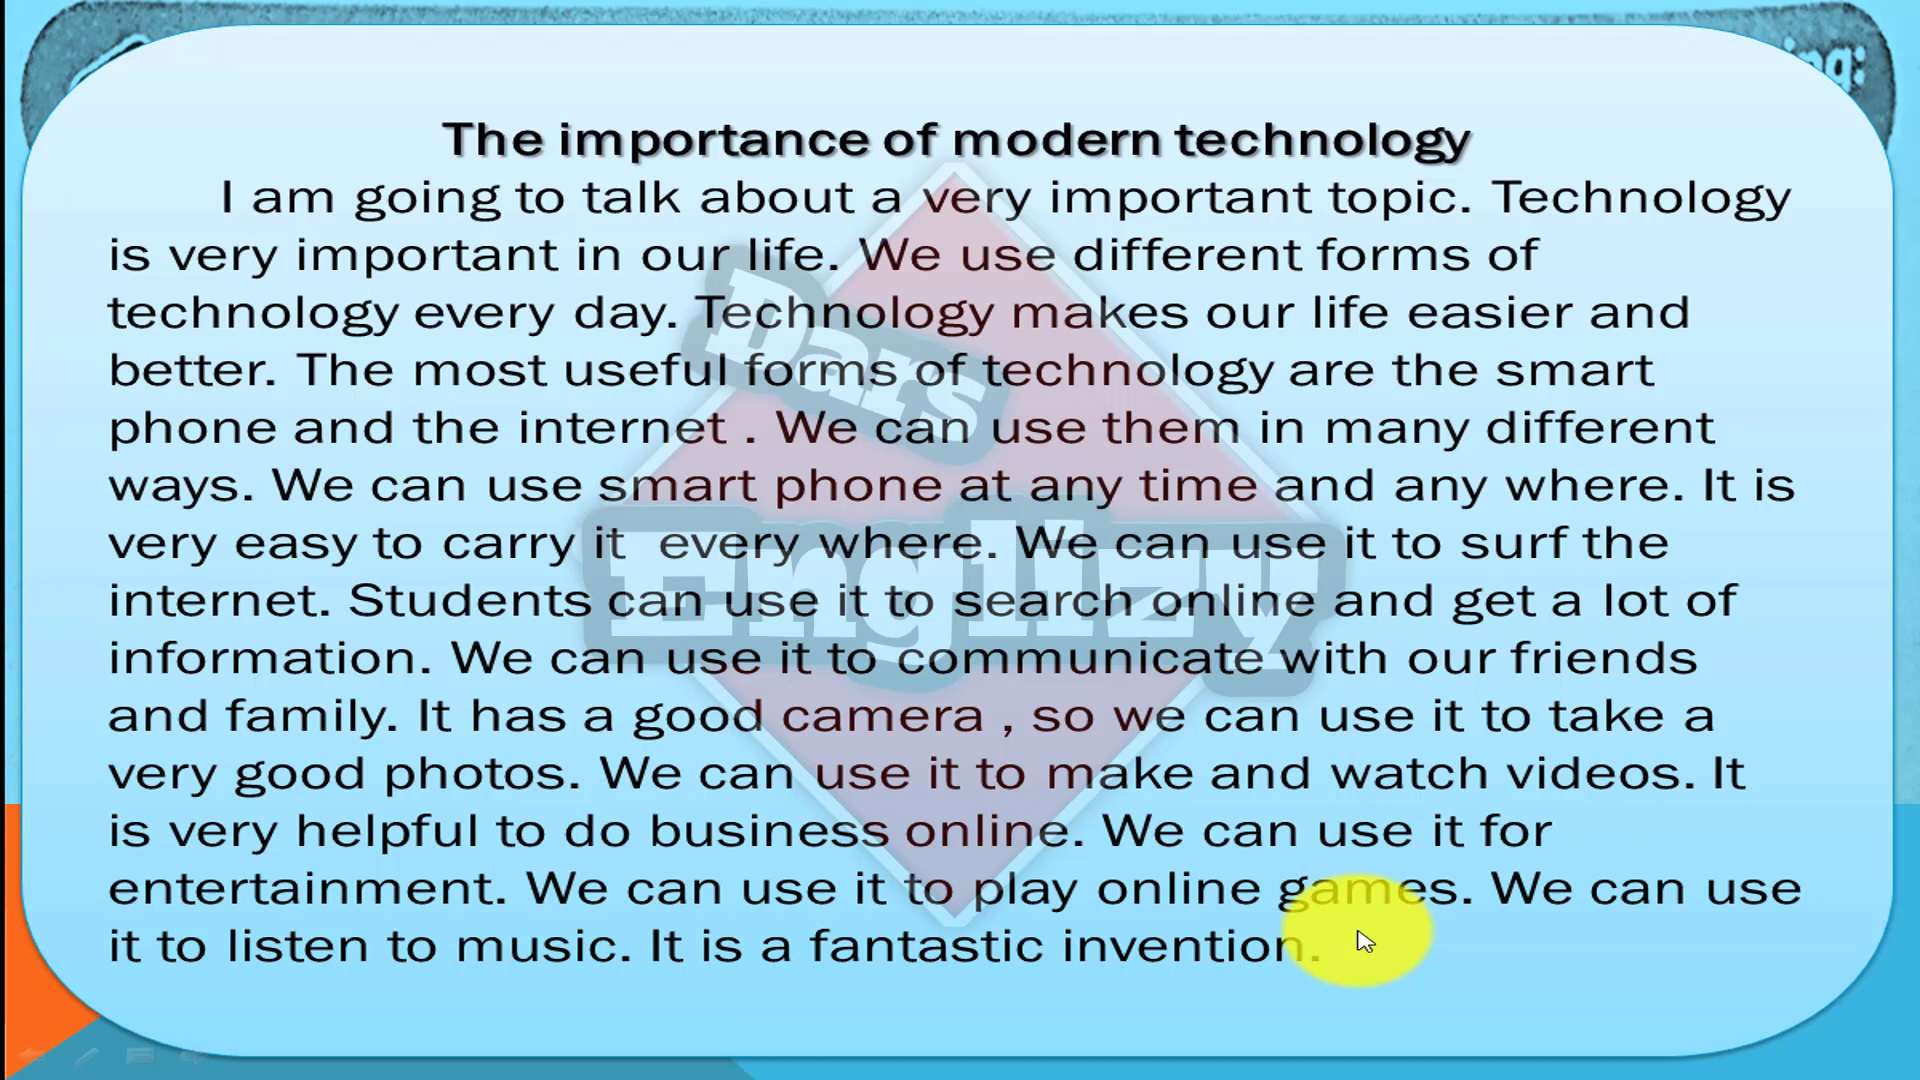 ng:
The importance of modern technology
I am going to talk about a very important topic. Technology
is very important in our life. We use different forms of
technology every day. Technology makes our life easier and
better. The most useful forms of technology are the smart
phone and the internet . We can use them in many different
ways. We can use smart phone at any time and any where. It is
very easy to carry it  every where. We can use it to surf the
internet. Students can use it to search online and get a lot of
information. We can use it to communicate with our friends
and family. It has a good camera , so we can use it to take a
very good photos. We can use it to make and watch videos. It
is very helpful to do business online. We can use it for
entertainment. We can use it to play online games. We can use
it to listen to music. It is a fantastic invention.
Dars
Englizy